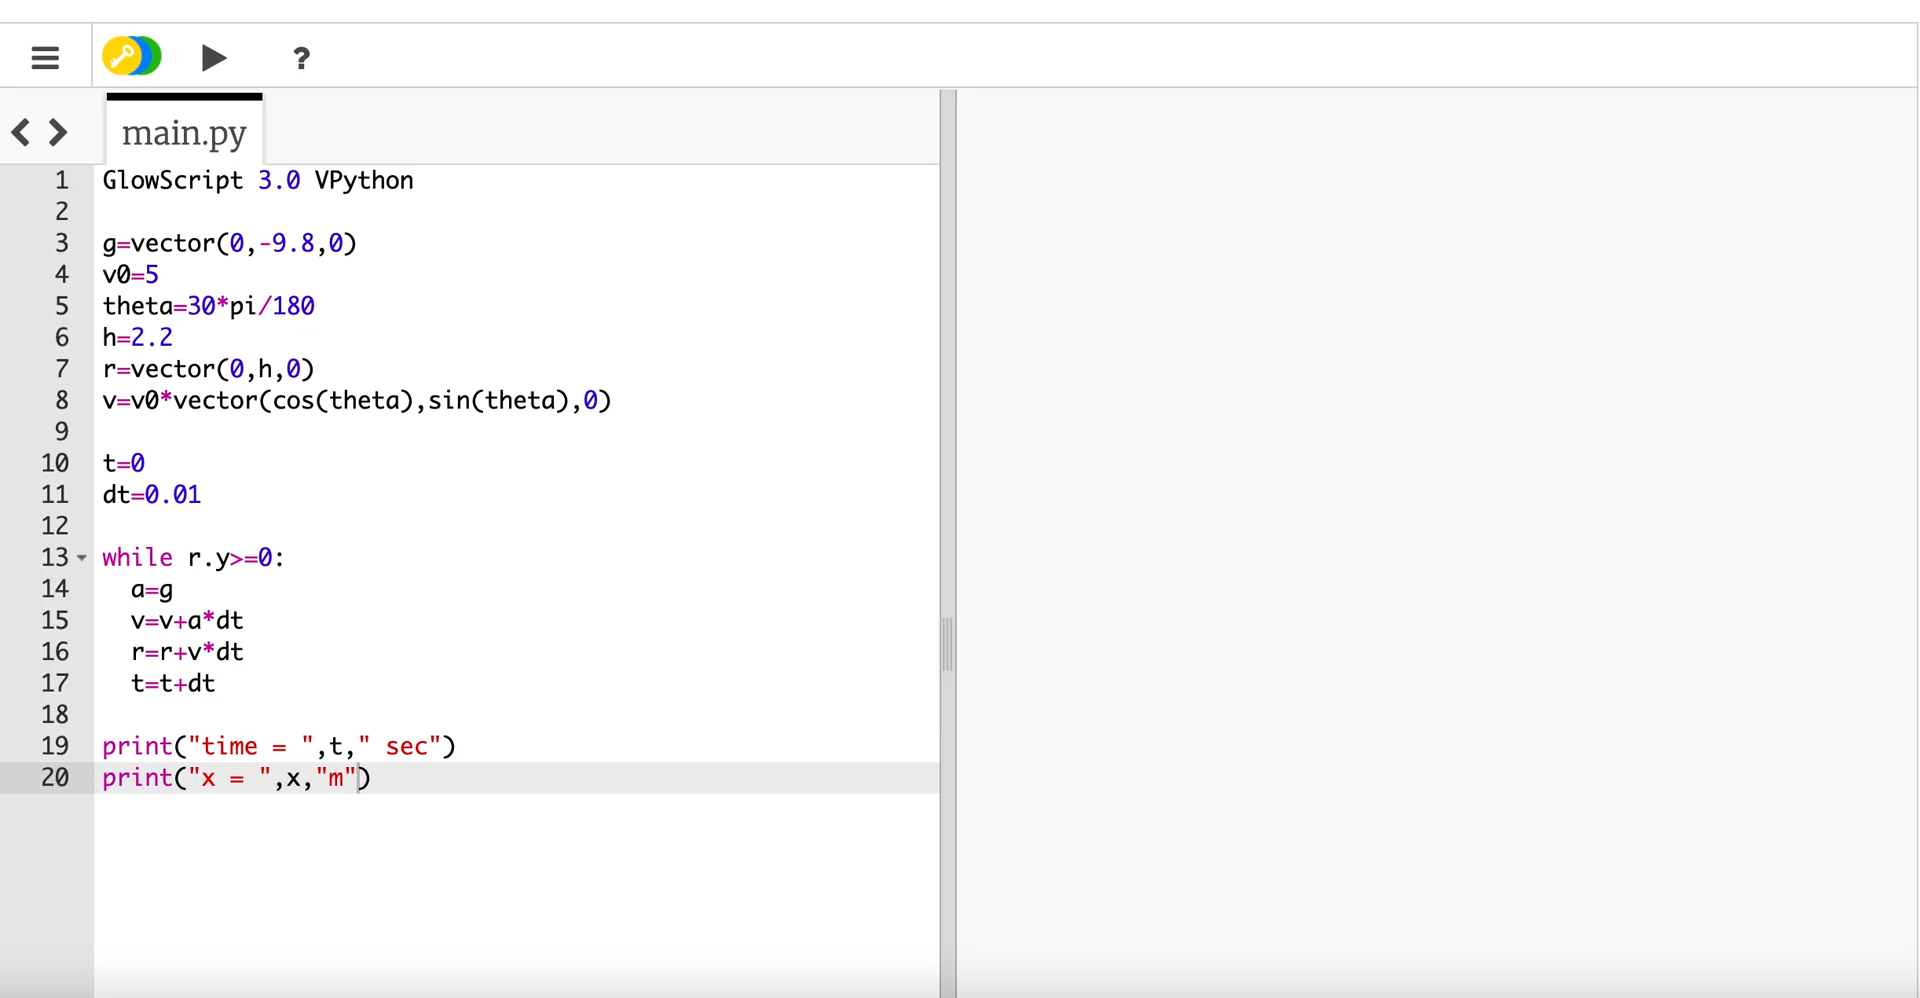 ?
main.py
1 GlowScript 3.0 VPython
2
3 g=vector(0,-9.8,0)
4 v0=5
5 theta=30*pi/180
6 h=2.2
7 r=vector(0,h,0)
8 v=v0*vector(cos(theta),sin(theta),0)
9
10 t=0
11 dt=0.01
12
13 while r.y>=0:
14   a=g
15   v=v+a*dt
16   r=r+v*dt
17   t=t+dt
18
19 print("time = ",t," sec")
20 print("x = ",x,"m")